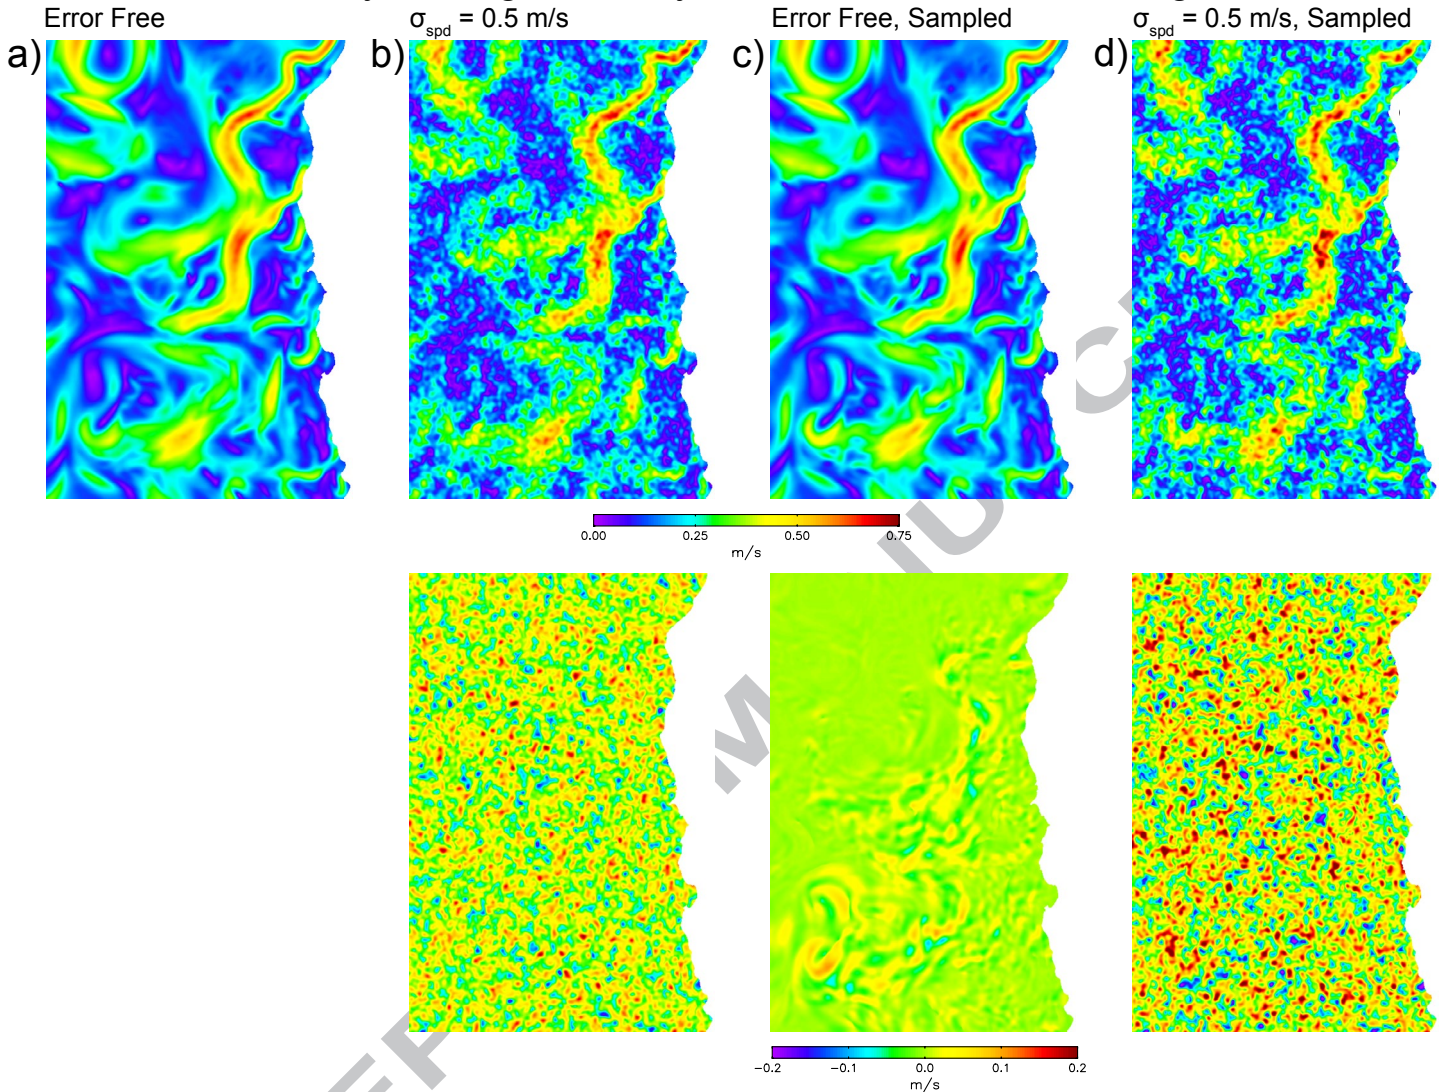 Error Free
σspd = 0.5 m/s
Error Free, Sampled
σspd = 0.5 m/s, Sampled
a)
b)
c)
d)
0.00 0.25 0.50 0.75
m/s
−0.2 −0.1 0.0 0.1 0.2
m/s